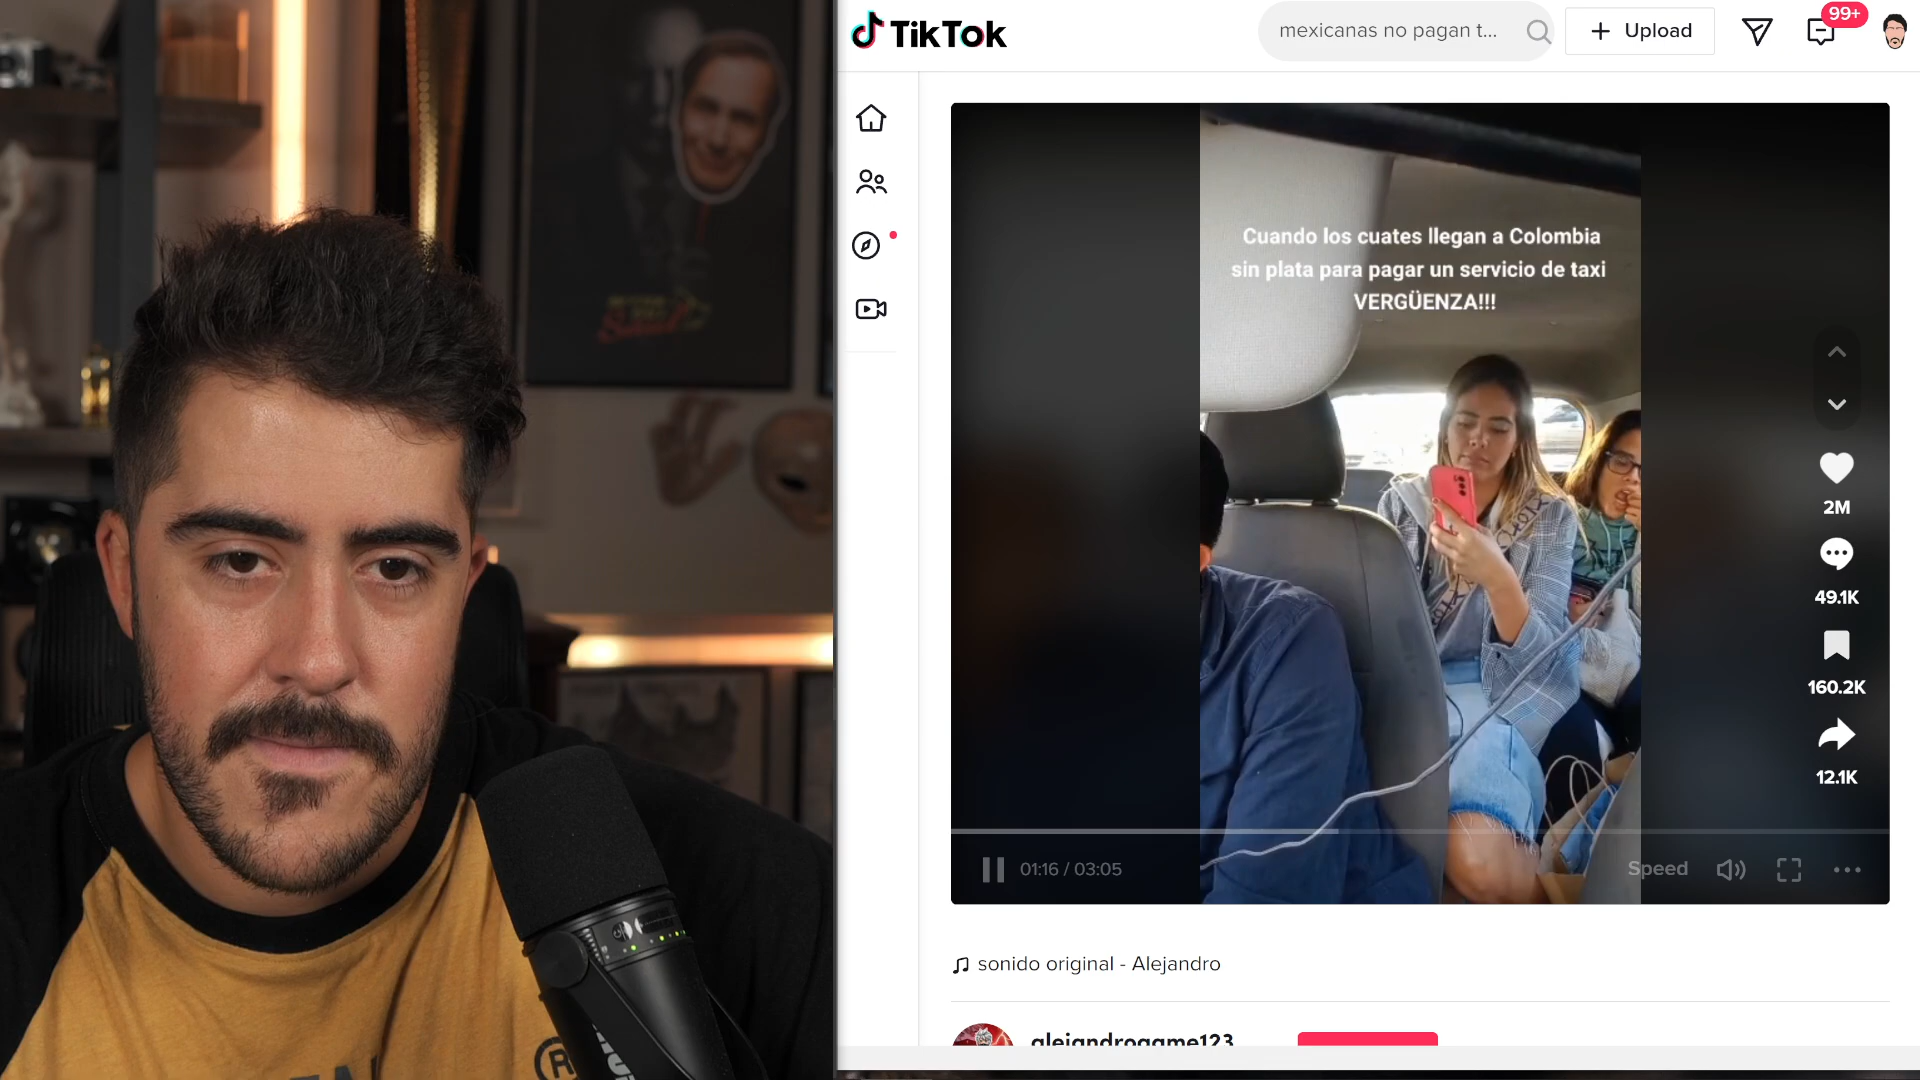 TikTok
mexicanas no pagan t...
Upload
99+
Cuando los cuates llegan a Colombia
sin plata para pagar un servicio de taxi
VERGÜENZA!!!
2M
49.1K
160.2K
12.1K
01:16 / 03:05
Speed
sonido original - Alejandro
alejandrogame123